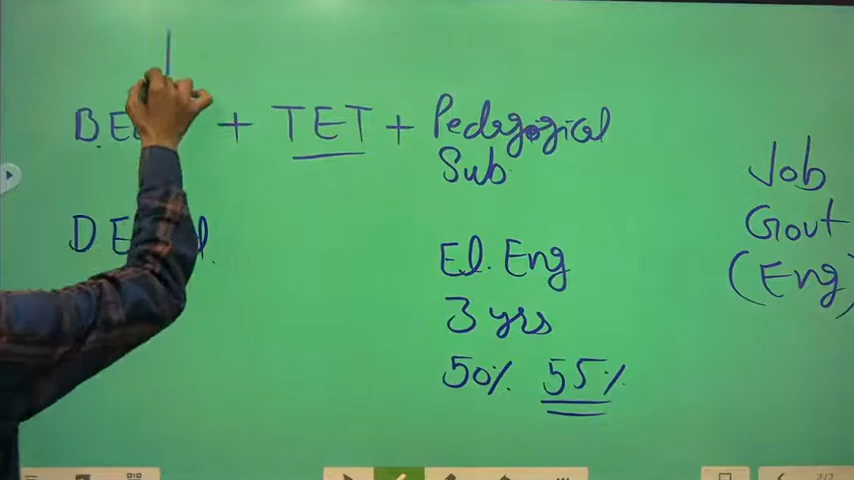 + TET + Pedagogical
Sub
El. Eng
3 yrs
50% 55%
Job
Govt
(Eng)